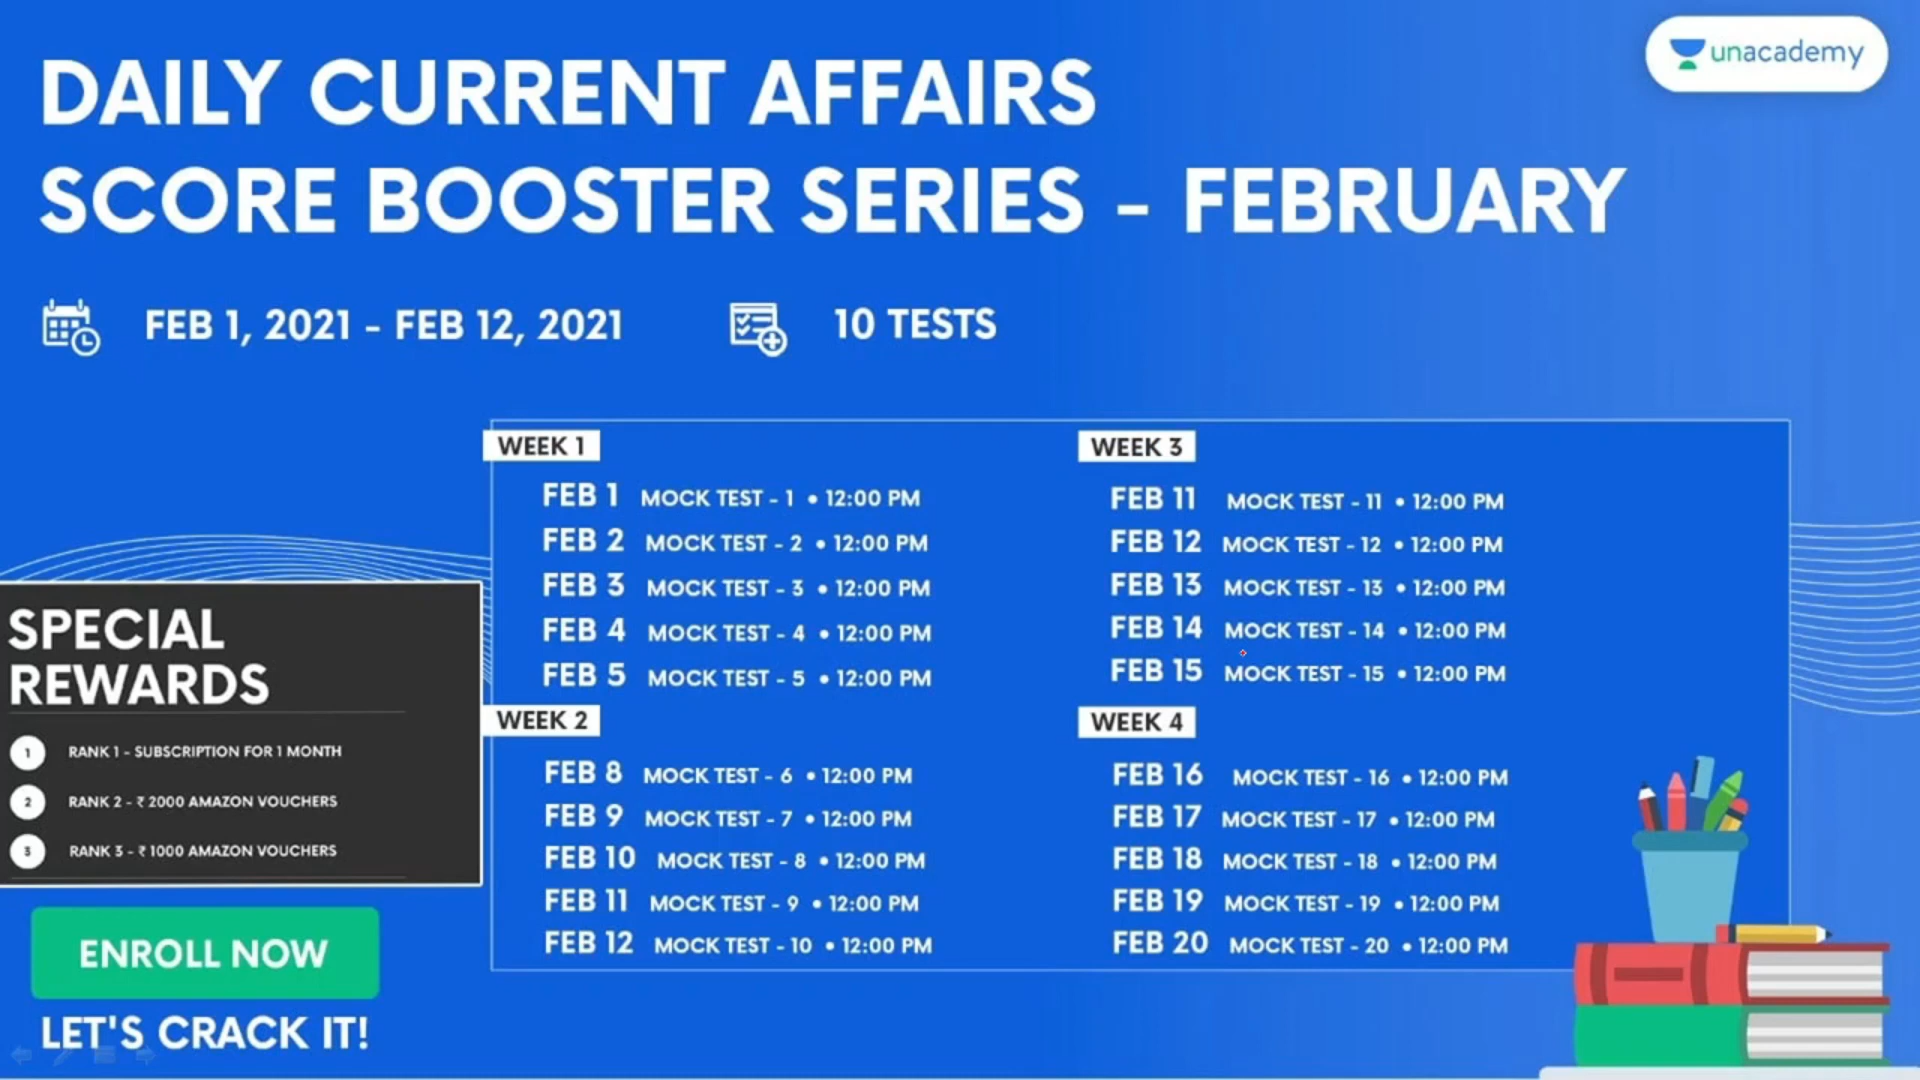 unacademy
DAILY CURRENT AFFAIRS
SCORE BOOSTER SERIES - FEBRUARY
FEB 1, 2021 - FEB 12, 2021
10 TESTS
WEEK 1
FEB 1 MOCK TEST - 1 • 12:00 PM
FEB 2 MOCK TEST - 2 • 12:00 PM
FEB 3 MOCK TEST - 3 • 12:00 PM
FEB 4 MOCK TEST - 4 • 12:00 PM
FEB 5 MOCK TEST - 5 • 12:00 PM
WEEK 2
FEB 8 MOCK TEST - 6 • 12:00 PM
FEB 9 MOCK TEST - 7 • 12:00 PM
FEB 10 MOCK TEST - 8 • 12:00 PM
FEB 11 MOCK TEST - 9 • 12:00 PM
FEB 12 MOCK TEST - 10 • 12:00 PM
WEEK 3
FEB 11 MOCK TEST - 11 • 12:00 PM
FEB 12 MOCK TEST - 12 • 12:00 PM
FEB 13 MOCK TEST - 13 • 12:00 PM
FEB 14 MOCK TEST - 14 • 12:00 PM
FEB 15 MOCK TEST - 15 • 12:00 PM
WEEK 4
FEB 16 MOCK TEST - 16 • 12:00 PM
FEB 17 MOCK TEST - 17 • 12:00 PM
FEB 18 MOCK TEST - 18 • 12:00 PM
FEB 19 MOCK TEST - 19 • 12:00 PM
FEB 20 MOCK TEST - 20 • 12:00 PM
SPECIAL
REWARDS
1 RANK 1 - SUBSCRIPTION FOR 1 MONTH
2 RANK 2 - ₹ 2000 AMAZON VOUCHERS
3 RANK 3 - ₹ 1000 AMAZON VOUCHERS
ENROLL NOW
LET'S CRACK IT!